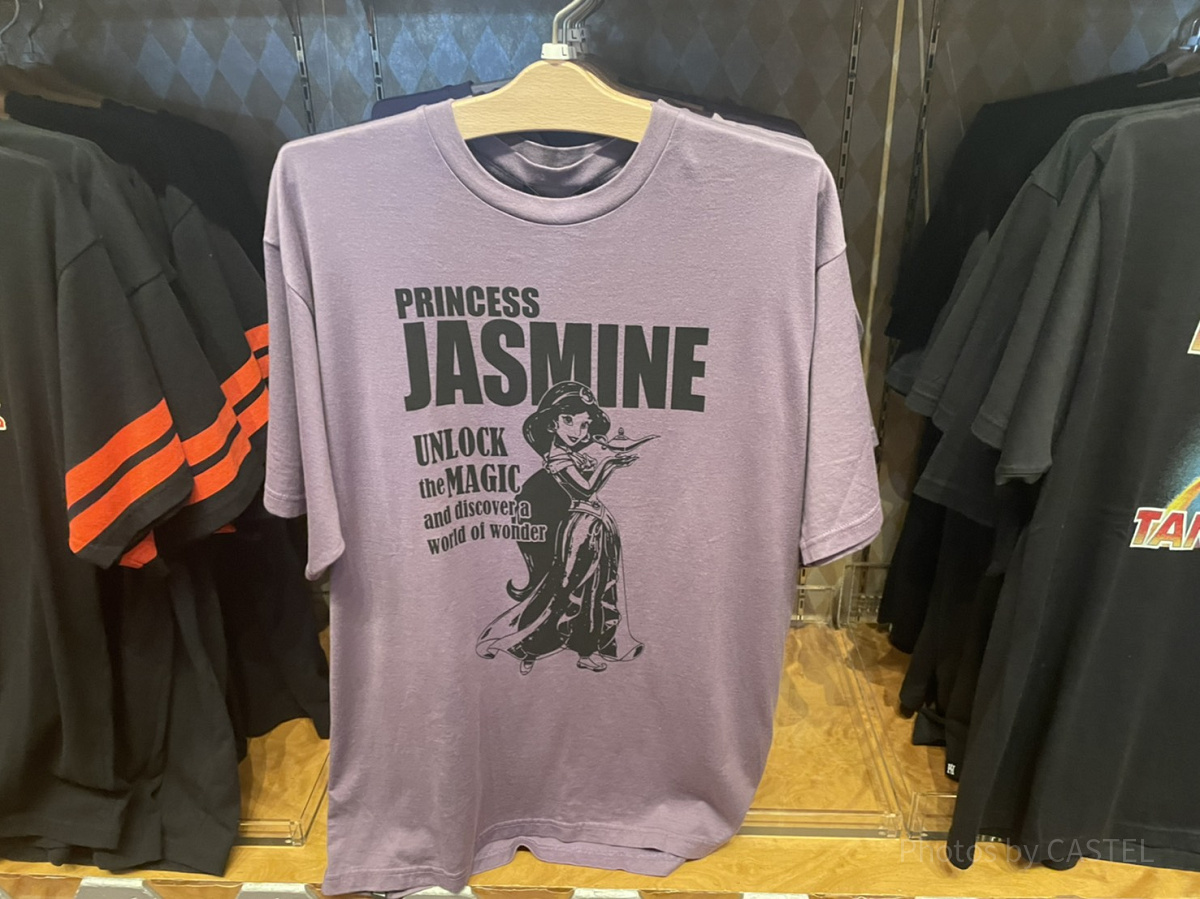 PRINCESS
JASMINE
UNLOCK
the MAGIC
and discover a
world of wonder
Photos by CASTEL